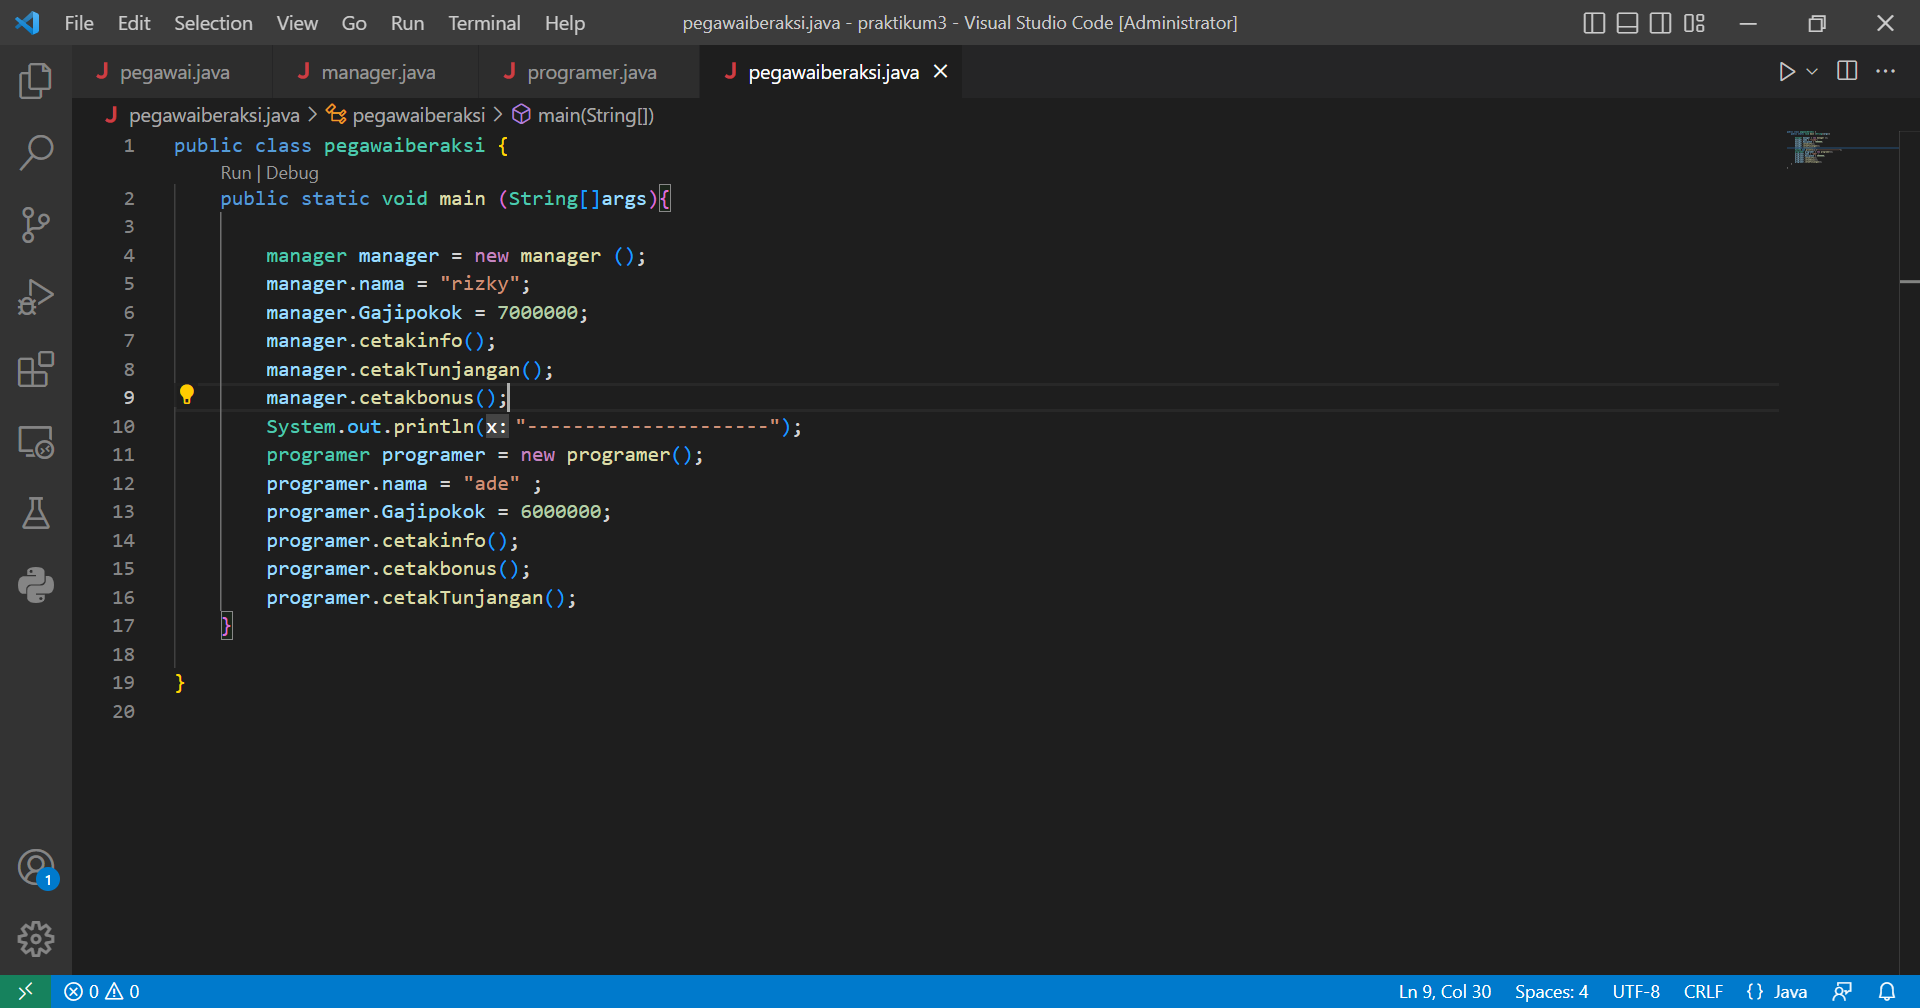 File Edit Selection View Go Run Terminal Help pegawaiberaksi.java - praktikum3 - Visual Studio Code [Administrator]
J pegawai.java J manager.java J programer.java J pegawaiberaksi.java
J pegawaiberaksi.java > pegawaiberaksi > main(String[])
1 public class pegawaiberaksi {
Run | Debug
2 public static void main (String[]args){
3
4 manager manager = new manager ();
5 manager.nama = "rizky";
6 manager.Gajipokok = 7000000;
7 manager.cetakinfo();
8 manager.cetakTunjangan();
9 manager.cetakbonus();
10 System.out.println(x: "---------------------");
11 programer programer = new programer();
12 programer.nama = "ade" ;
13 programer.Gajipokok = 6000000;
14 programer.cetakinfo();
15 programer.cetakbonus();
16 programer.cetakTunjangan();
17 }
18
19 }
20
1
0 0 Ln 9, Col 30 Spaces: 4 UTF-8 CRLF {} Java